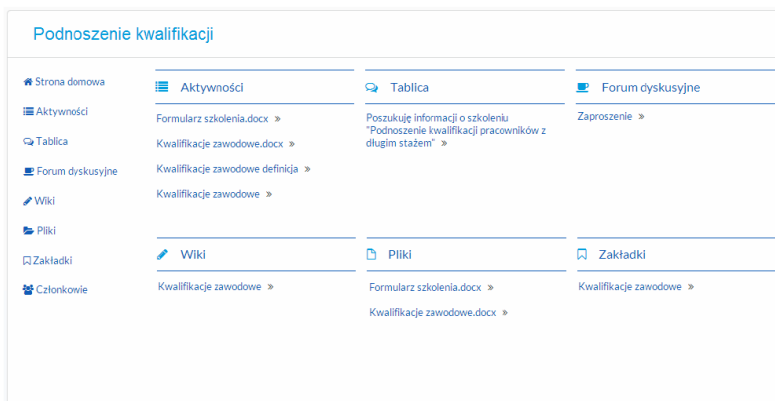 Podnoszenie kwalifikacji
Strona domowa
Aktywności
Tablica
Forum dyskusyjne
Wiki
Pliki
Zakładki
Członkowie
Aktywności
Formularz szkolenia.docx »
Kwalifikacje zawodowe.docx »
Kwalifikacje zawodowe definicja »
Kwalifikacje zawodowe »
Tablica
Poszukuję informacji o szkoleniu
"Podnoszenie kwalifikacji pracowników z
długim stażem" »
Forum dyskusyjne
Zaproszenie »
Wiki
Kwalifikacje zawodowe »
Pliki
Formularz szkolenia.docx »
Kwalifikacje zawodowe.docx »
Zakładki
Kwalifikacje zawodowe »